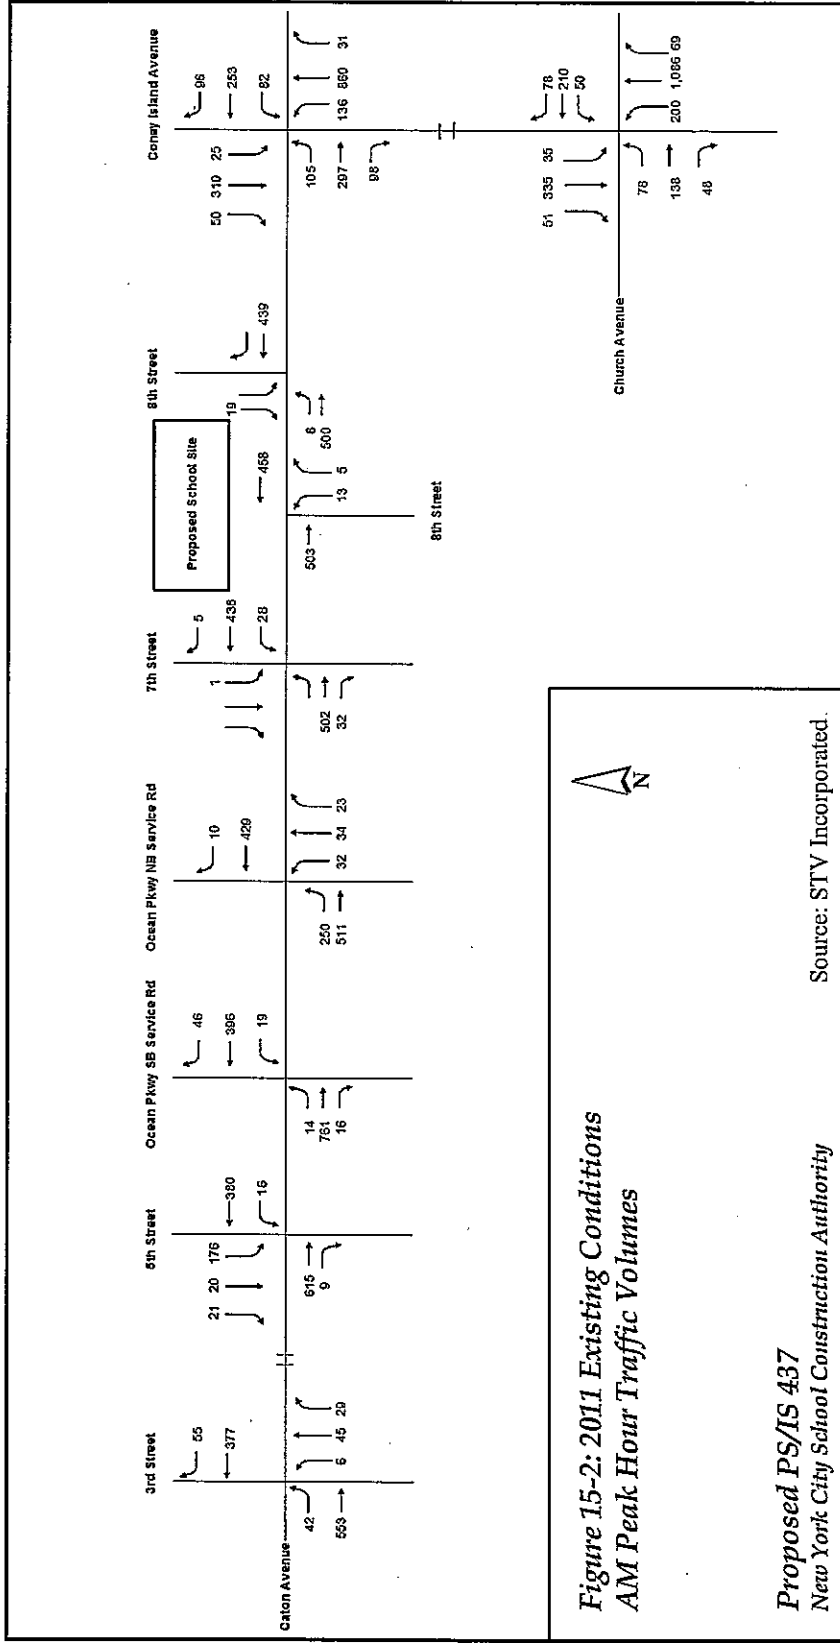 3rd Street
5th Street
Ocean Pkwy SB Service Rd
Ocean Pkwy NB Service Rd
7th Street
Proposed School Site
8th Street
Coney Island Avenue
55
377
Caton Avenue
42
553
6 45 29
21 20 176
380
16
615
9
46
396
19
14
761
16
10
429
250
511
32 34 23
1
5
438
28
502
32
458
503
13 5
8th Street
19
439
8
500
50 310 25
96
253
82
105
297
98
136 860 31
51 335 35
78
210
50
Church Avenue
78
138
48
200 1,086 69
Figure 15-2: 2011 Existing Conditions
AM Peak Hour Traffic Volumes
N
Proposed PS/IS 437
New York City School Construction Authority
Source: STV Incorporated.